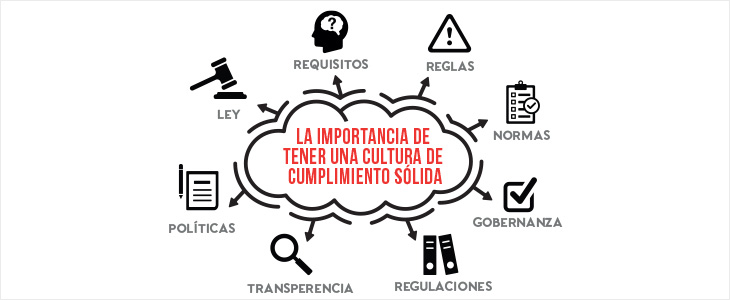 REQUISITOS
REGLAS
LEY
NORMAS
LA IMPORTANCIA DE
TENER UNA CULTURA DE
CUMPLIMIENTO SÓLIDA
POLÍTICAS
GOBERNANZA
TRANSPERENCIA
REGULACIONES